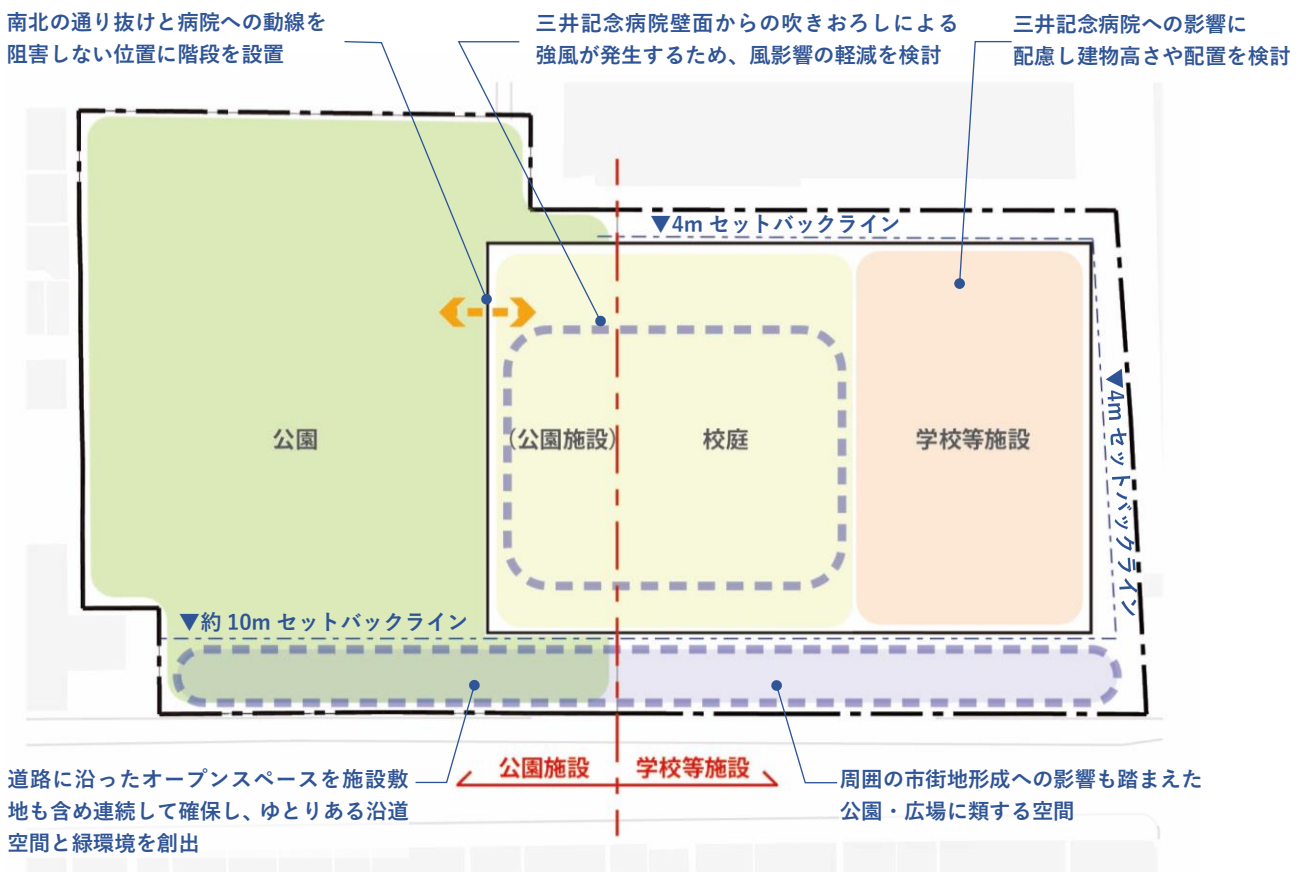 南北の通り抜けと病院への動線を
阻害しない位置に階段を設置
三井記念病院壁面からの吹きおろしによる
強風が発生するため、風影響の軽減を検討
三井記念病院への影響に
配慮し建物高さや配置を検討
▼4m セットバックライン
▼4m セットバックライン
公園
(公園施設)
校庭
学校等施設
▼約 10m セットバックライン
公園施設
学校等施設
道路に沿ったオープンスペースを施設敷
地も含め連続して確保し、ゆとりある沿道
空間と緑環境を創出
周囲の市街地形成への影響も踏まえた
公園・広場に類する空間